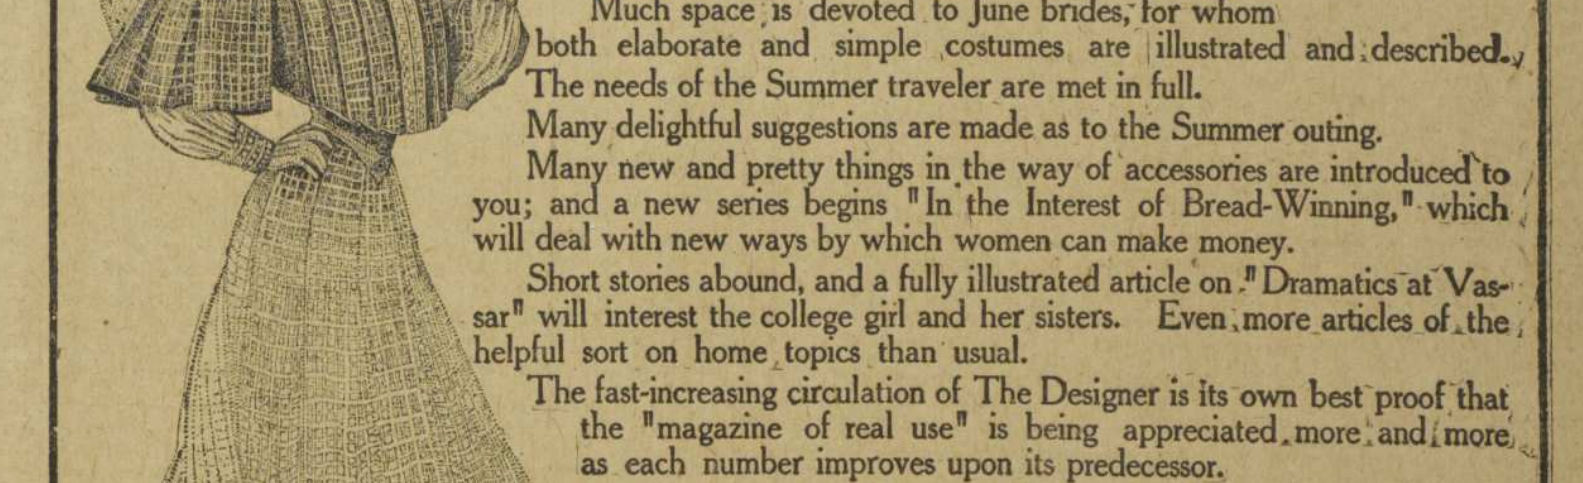 Much space is devoted to June brides, for whom
both elaborate and simple costumes are illustrated and described.
The needs of the Summer traveler are met in full.
Many delightful suggestions are made as to the Summer outing.
Many new and pretty things in the way of accessories are introduced to
you; and a new series begins "In the Interest of Bread-Winning," which
will deal with new ways by which women can make money.
Short stories abound, and a fully illustrated article on "Dramatics at Vas-
sar" will interest the college girl and her sisters. Even more articles of the
helpful sort on home topics than usual.
The fast-increasing circulation of The Designer is its own best proof that
the "magazine of real use" is being appreciated more and more
as each number improves upon its predecessor.